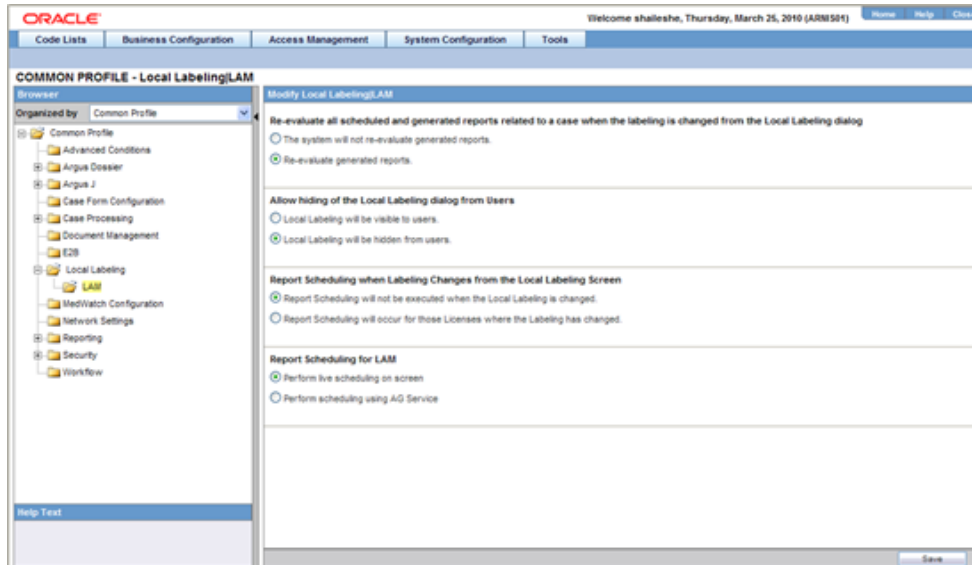 ORACLE
Welcome shaileshe, Thursday, March 25, 2010 (ARMIS01)
Home Help Close
Code Lists Business Configuration Access Management System Configuration Tools
COMMON PROFILE - Local Labeling|LAM
Browser
Organized by Common Profile
Common Profile
Advanced Conditions
Argus Dossier
Argus J
Case Form Configuration
Case Processing
Document Management
E2B
Local Labeling
LAM
MedWatch Configuration
Network Settings
Reporting
Security
Workflow
Help Text
Modify Local Labeling|LAM
Re-evaluate all scheduled and generated reports related to a case when the labeling is changed from the Local Labeling dialog
The system will not re-evaluate generated reports.
Re-evaluate generated reports.
Allow hiding of the Local Labeling dialog from Users
Local Labeling will be visible to users.
Local Labeling will be hidden from users.
Report Scheduling when Labeling Changes from the Local Labeling Screen
Report Scheduling will not be executed when the Local Labeling is changed.
Report Scheduling will occur for those Licenses where the Labeling has changed.
Report Scheduling for LAM
Perform live scheduling on screen
Perform scheduling using AG Service
Save